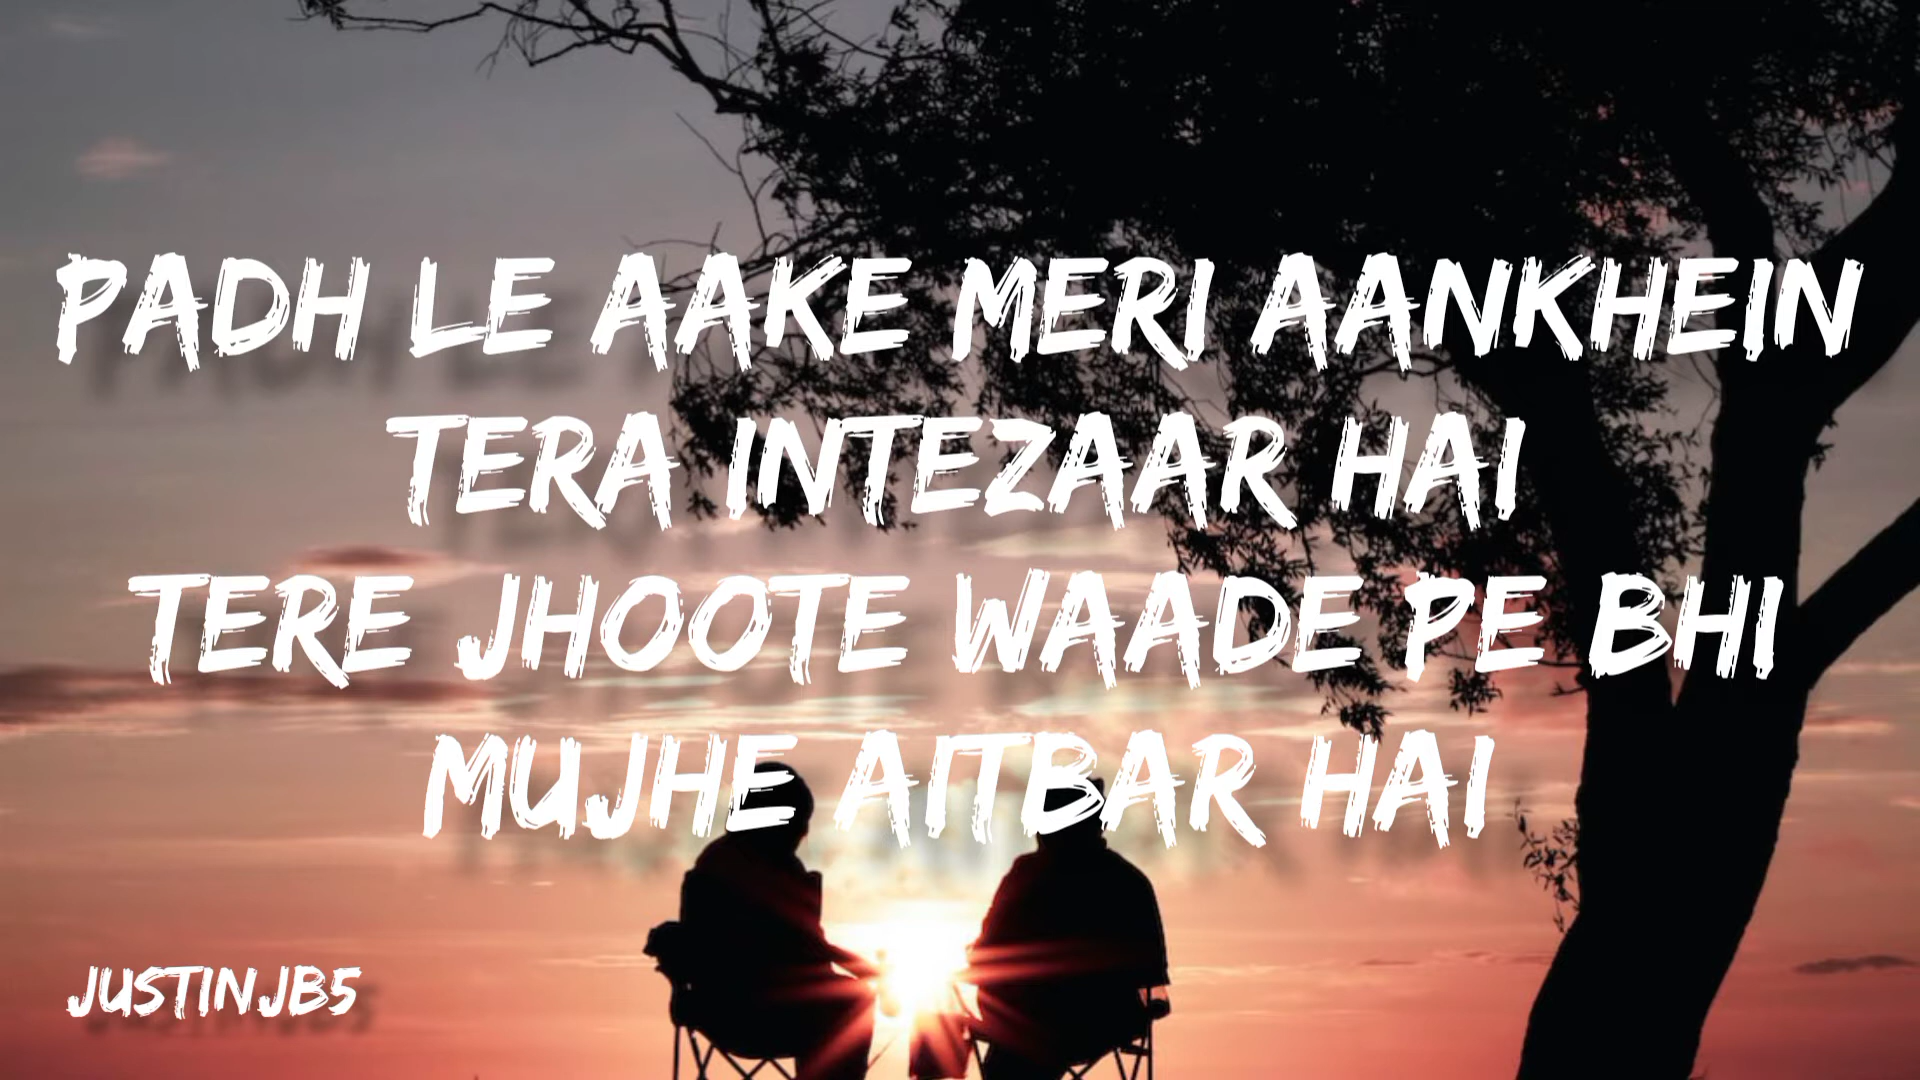 PADH LE AAKE MERI AANKHEIN
TERA INTEZAAR HAI
TERE JHOOTE WAADE PE BHI
MUJHE AITBAR HAI
JUSTINJB5